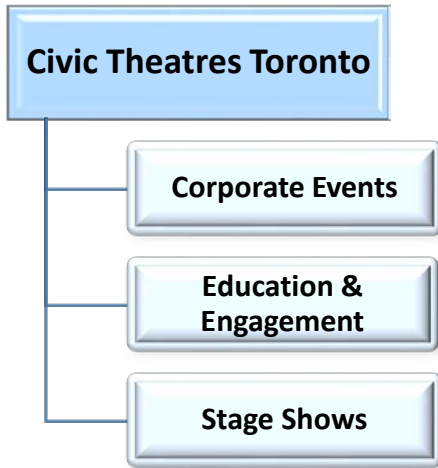 Civic Theatres Toronto
Corporate Events
Education &
Engagement
Stage Shows